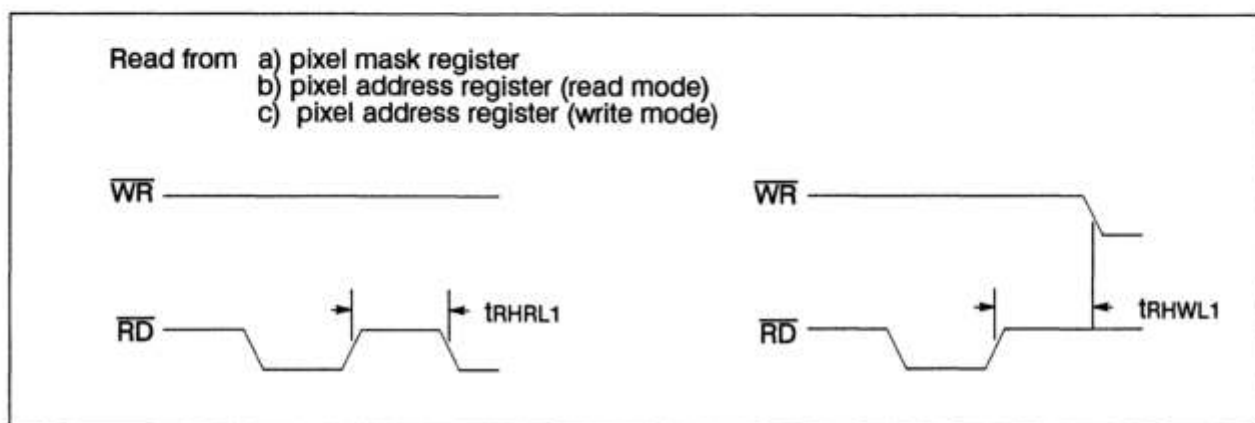 Read from a) pixel mask register
b) pixel address register (read mode)
c) pixel address register (write mode)
WR
WR
tRHRL1
tRHWL1
RD
RD